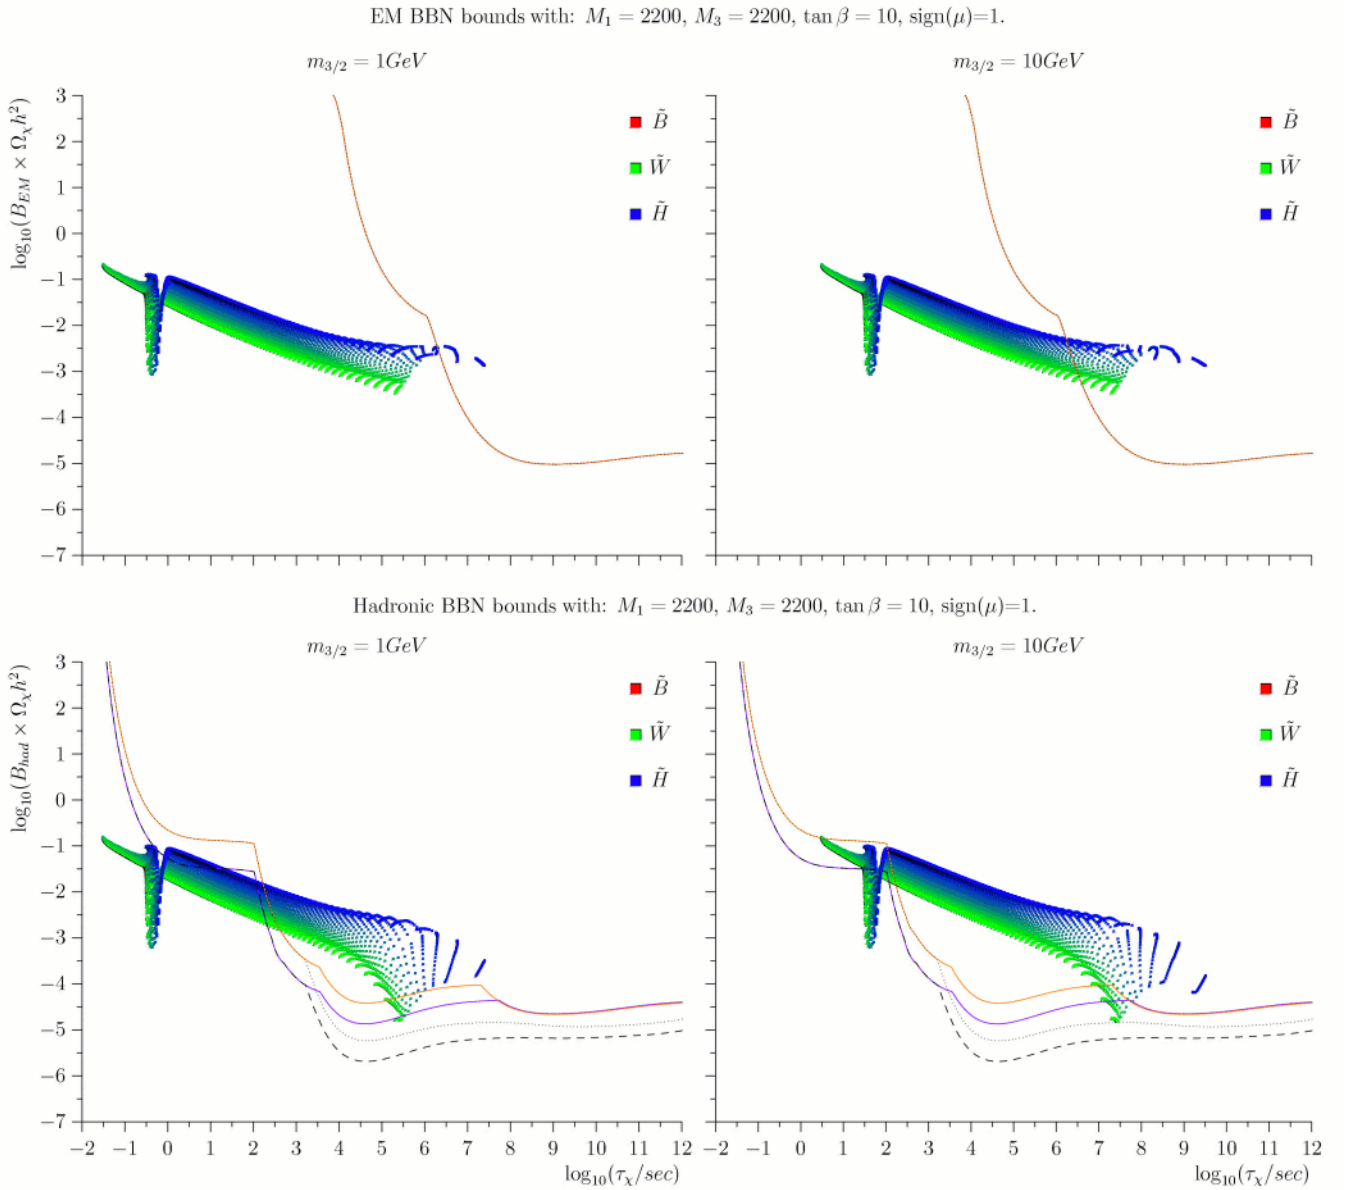 EM BBN bounds with: M₁ = 2200, M₃ = 2200, tan β = 10, sign(μ)=1.
m₃/₂ = 1GeV
m₃/₂ = 10GeV
log₁₀(B_EM × Ω_χh²)
3
2
1
0
−1
−2
−3
−4
−5
−6
−7
B̃
W̃
H̃
B̃
W̃
H̃
Hadronic BBN bounds with: M₁ = 2200, M₃ = 2200, tan β = 10, sign(μ)=1.
m₃/₂ = 1GeV
m₃/₂ = 10GeV
log₁₀(B_had × Ω_χh²)
3
2
1
0
−1
−2
−3
−4
−5
−6
−7
B̃
W̃
H̃
B̃
W̃
H̃
−2 −1 0 1 2 3 4 5 6 7 8 9 10 11 12
−2 −1 0 1 2 3 4 5 6 7 8 9 10 11 12
log₁₀(τ_χ/sec)
log₁₀(τ_χ/sec)